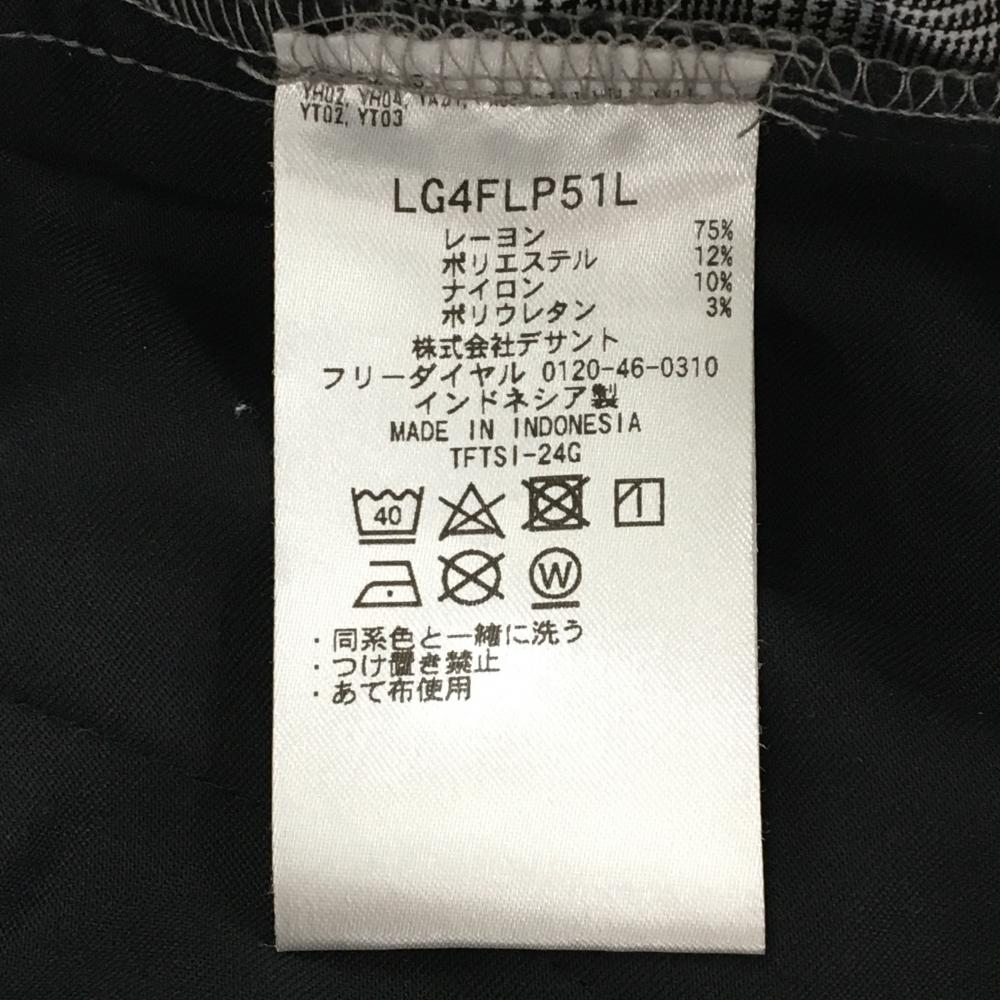 YH02, YH04,
YT02, YT03
LG4FLP51L
レーヨン 75%
ポリエステル 12%
ナイロン 10%
ポリウレタン 3%
株式会社デサント
フリーダイヤル 0120-46-0310
インドネシア製
MADE IN INDONESIA
TFTSI-24G
40
W
・同系色と一緒に洗う
・つけ置き禁止
・あて布使用